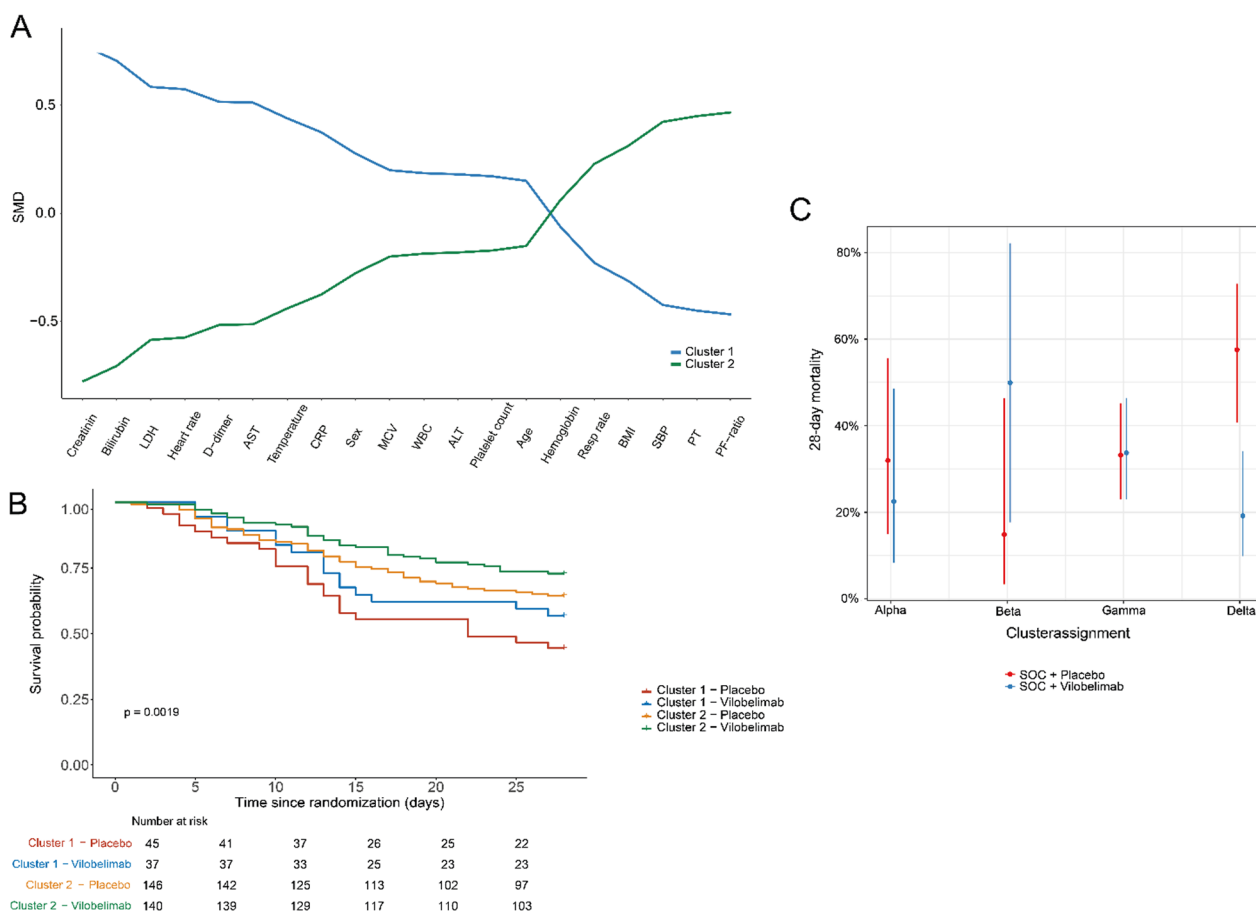 A
0.5
0.0
−0.5
SMD
Cluster 1
Cluster 2
Creatinin
Bilirubin
LDH
Heart rate
D−dimer
AST
Temperature
CRP
Sex
MCV
WBC
ALT
Platelet count
Age
Hemoglobin
Resp rate
BMI
SBP
PT
PF−ratio
B
1.00
0.75
0.50
0.25
0.00
Survival probability
p = 0.0019
0 5 10 15 20 25
Time since randomization (days)
Cluster 1 − Placebo
Cluster 1 − Vilobelimab
Cluster 2 − Placebo
Cluster 2 − Vilobelimab
Number at risk
Cluster 1 − Placebo 45 41 37 26 25 22
Cluster 1 − Vilobelimab 37 37 33 25 23 23
Cluster 2 − Placebo 146 142 125 113 102 97
Cluster 2 − Vilobelimab 140 139 129 117 110 103
C
80%
60%
40%
20%
0%
28-day mortality
Alpha Beta Gamma Delta
Clusterassignment
SOC + Placebo
SOC + Vilobelimab